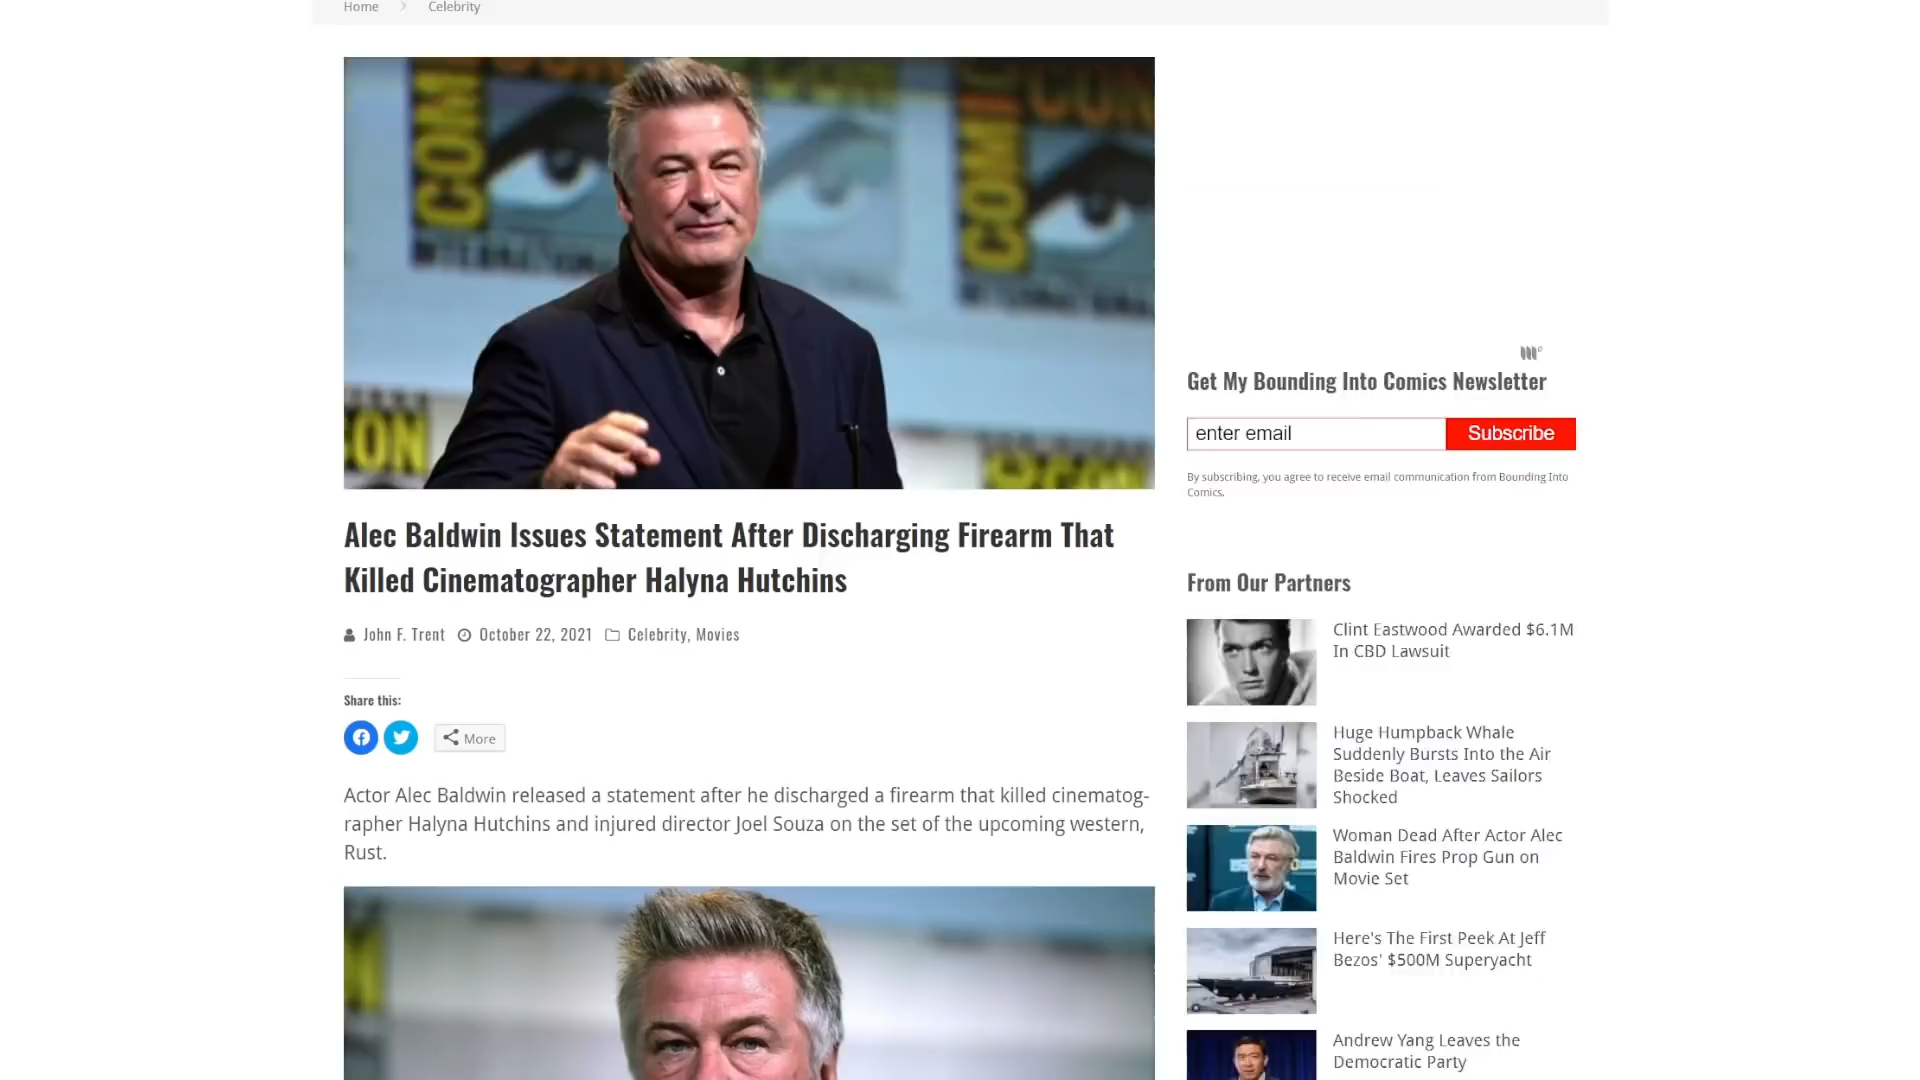 Home
Celebrity
COMIC CON
COMIC CON
INTERNATIONAL
CON
Alec Baldwin Issues Statement After Discharging Firearm That
Killed Cinematographer Halyna Hutchins
John F. Trent October 22, 2021 Celebrity, Movies
Share this:
More
Actor Alec Baldwin released a statement after he discharged a firearm that killed cinematog-
rapher Halyna Hutchins and injured director Joel Souza on the set of the upcoming western,
Rust.
Get My Bounding Into Comics Newsletter
enter email
Subscribe
By subscribing, you agree to receive email communication from Bounding Into
Comics.
From Our Partners
Clint Eastwood Awarded $6.1M
In CBD Lawsuit
Huge Humpback Whale
Suddenly Bursts Into the Air
Beside Boat, Leaves Sailors
Shocked
Woman Dead After Actor Alec
Baldwin Fires Prop Gun on
Movie Set
Here's The First Peek At Jeff
Bezos' $500M Superyacht
Andrew Yang Leaves the
Democratic Party